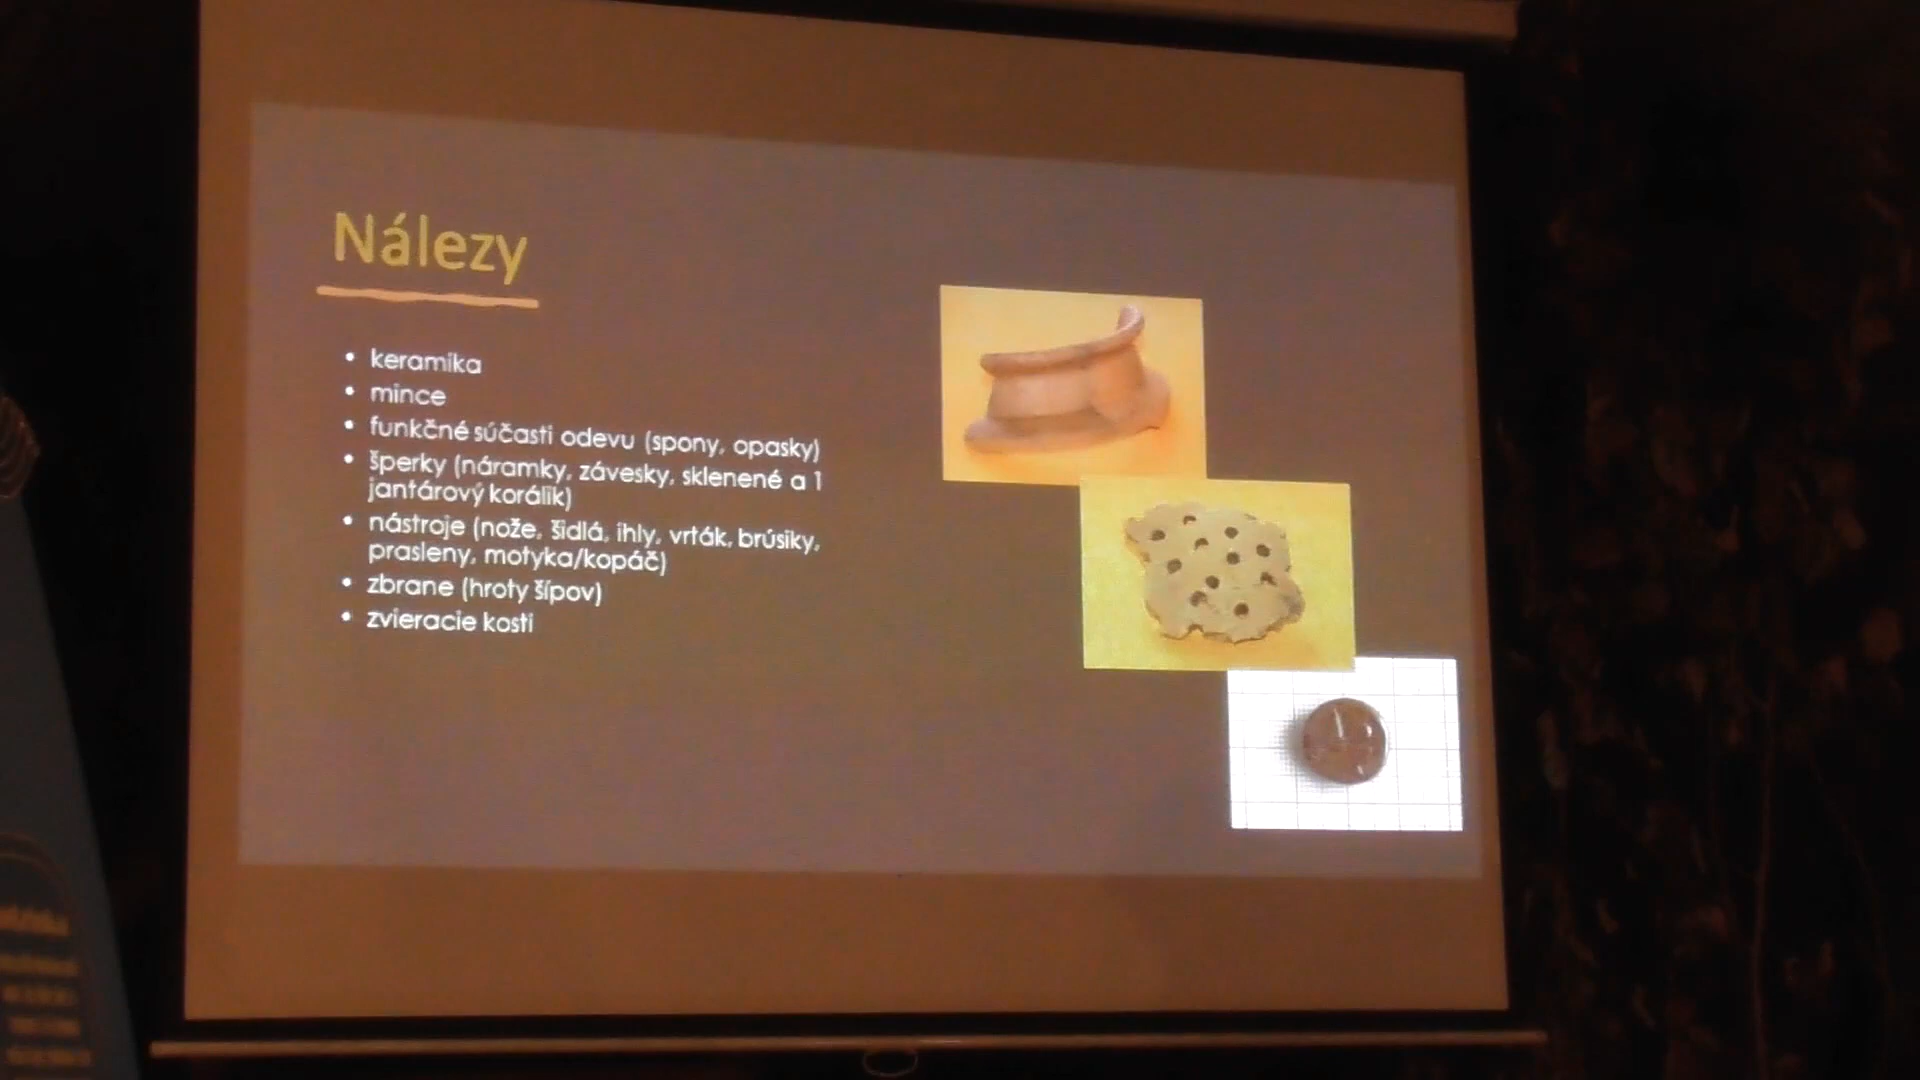 Nálezy
• keramika
• mince
• funkčné súčasti odevu (spony, opasky)
• šperky (náramky, závesky, sklenené a 1
jantárový korálik)
• nástroje (nože, šidlá, ihly, vrták, brúsiky,
prasleny, motyka/kopáč)
• zbrane (hroty šípov)
• zvieracie kosti